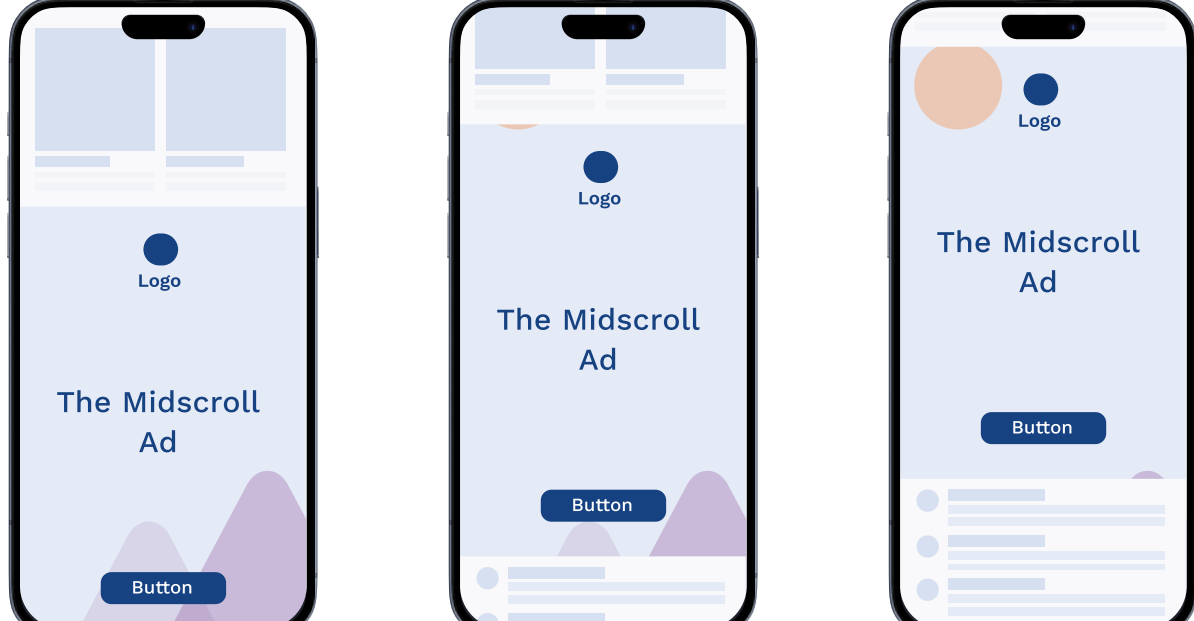 Logo
The Midscroll
Ad
Button
Logo
The Midscroll
Ad
Button
Logo
The Midscroll
Ad
Button